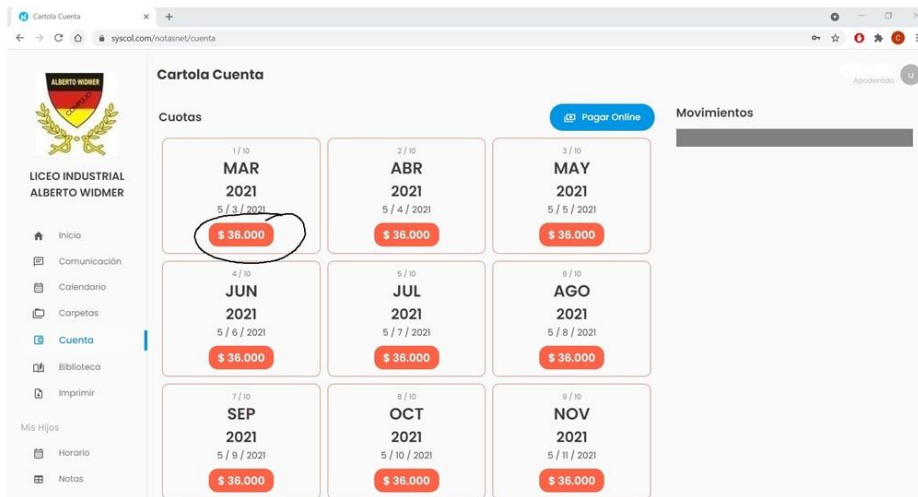 Cartola Cuenta
syscol.com/notasnet/cuenta
ALBERTO WIDMER
COMPLEJO
LICEO INDUSTRIAL
ALBERTO WIDMER
Inicio
Comunicación
Calendario
Carpetas
Cuenta
Biblioteca
Imprimir
Mis Hijos
Horario
Notas
Cartola Cuenta
Apoderado
u
Cuotas
Pagar Online
1 / 10
MAR
2021
5 / 3 / 2021
$ 36.000
2 / 10
ABR
2021
5 / 4 / 2021
$ 36.000
3 / 10
MAY
2021
5 / 5 / 2021
$ 36.000
4 / 10
JUN
2021
5 / 6 / 2021
$ 36.000
5 / 10
JUL
2021
5 / 7 / 2021
$ 36.000
6 / 10
AGO
2021
5 / 8 / 2021
$ 36.000
7 / 10
SEP
2021
5 / 9 / 2021
$ 36.000
8 / 10
OCT
2021
5 / 10 / 2021
$ 36.000
9 / 10
NOV
2021
5 / 11 / 2021
$ 36.000
Movimientos